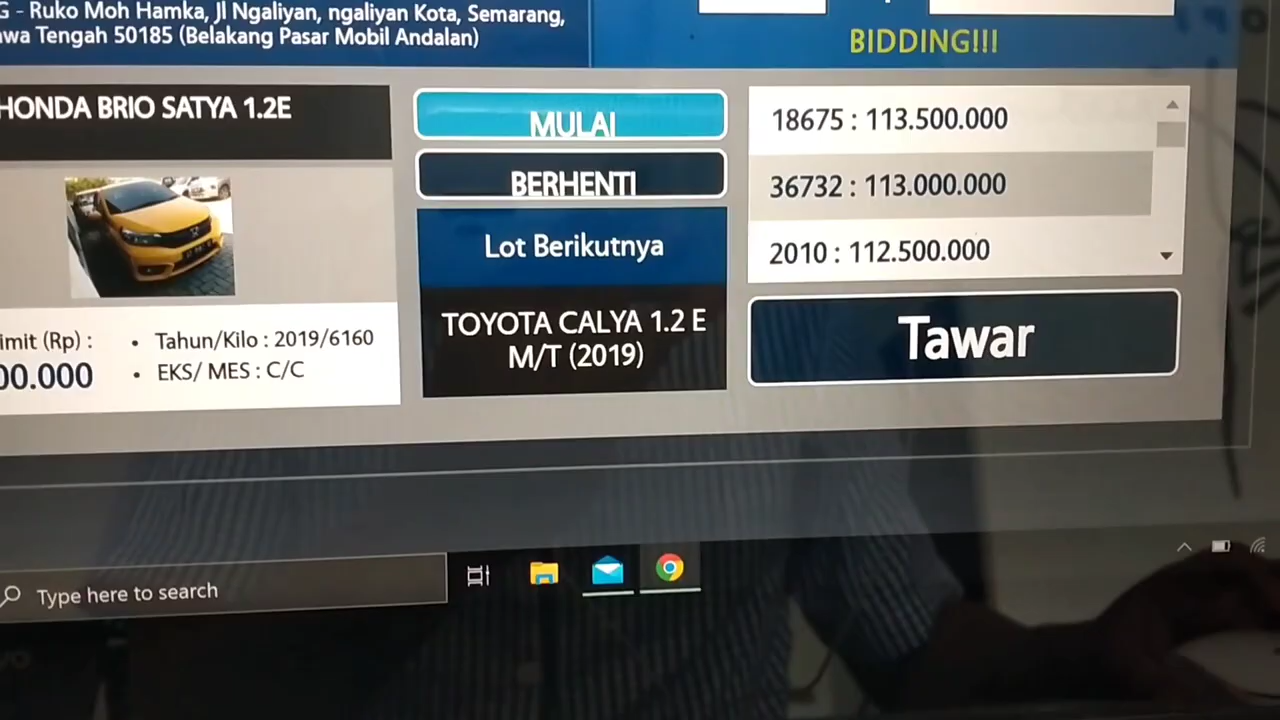 G - Ruko Moh Hamka, Jl Ngaliyan, ngaliyan Kota, Semarang,
wa Tengah 50185 (Belakang Pasar Mobil Andalan)
BIDDING!!!
HONDA BRIO SATYA 1.2E
imit (Rp) :
00.000
• Tahun/Kilo : 2019/6160
• EKS/ MES : C/C
MULAI
BERHENTI
Lot Berikutnya
TOYOTA CALYA 1.2 E
M/T (2019)
18675 : 113.500.000
36732 : 113.000.000
2010 : 112.500.000
Tawar
Type here to search